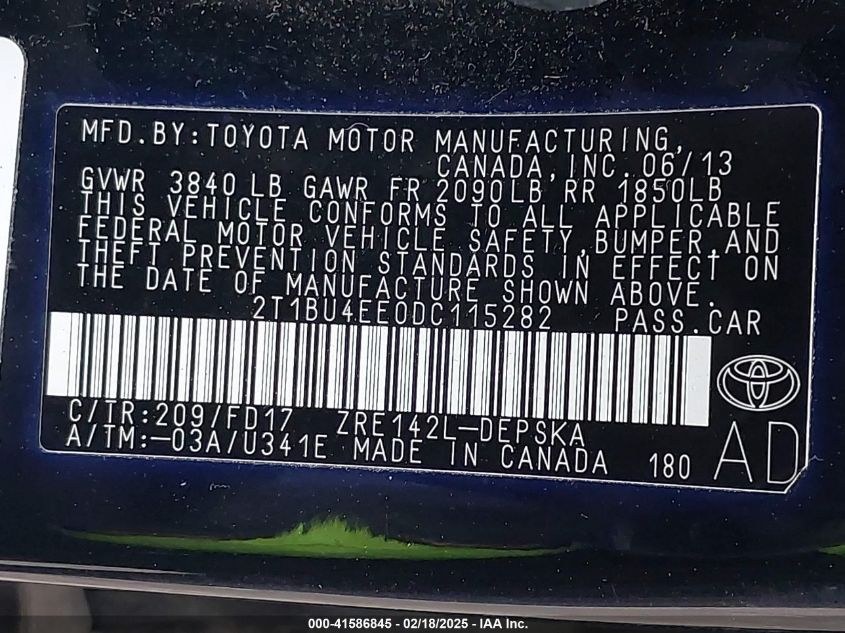 MFD.BY:TOYOTA MOTOR MANUFACTURING,
CANADA,INC. 06/13
GVWR 3840 LB GAWR FR 2090LB RR 1850LB
THIS VEHICLE CONFORMS TO ALL APPLICABLE
FEDERAL MOTOR VEHICLE SAFETY,BUMPER,AND
THEFT PREVENTION STANDARDS IN EFFECT ON
THE DATE OF MANUFACTURE SHOWN ABOVE.
2T1BU4EE0DC115282 PASS.CAR
C/TR:209/FD17 ZRE142L-DEPSKA
A/TM:-03A/U341E MADE IN CANADA 180 AD
000-41586845 - 02/18/2025 - IAA Inc.